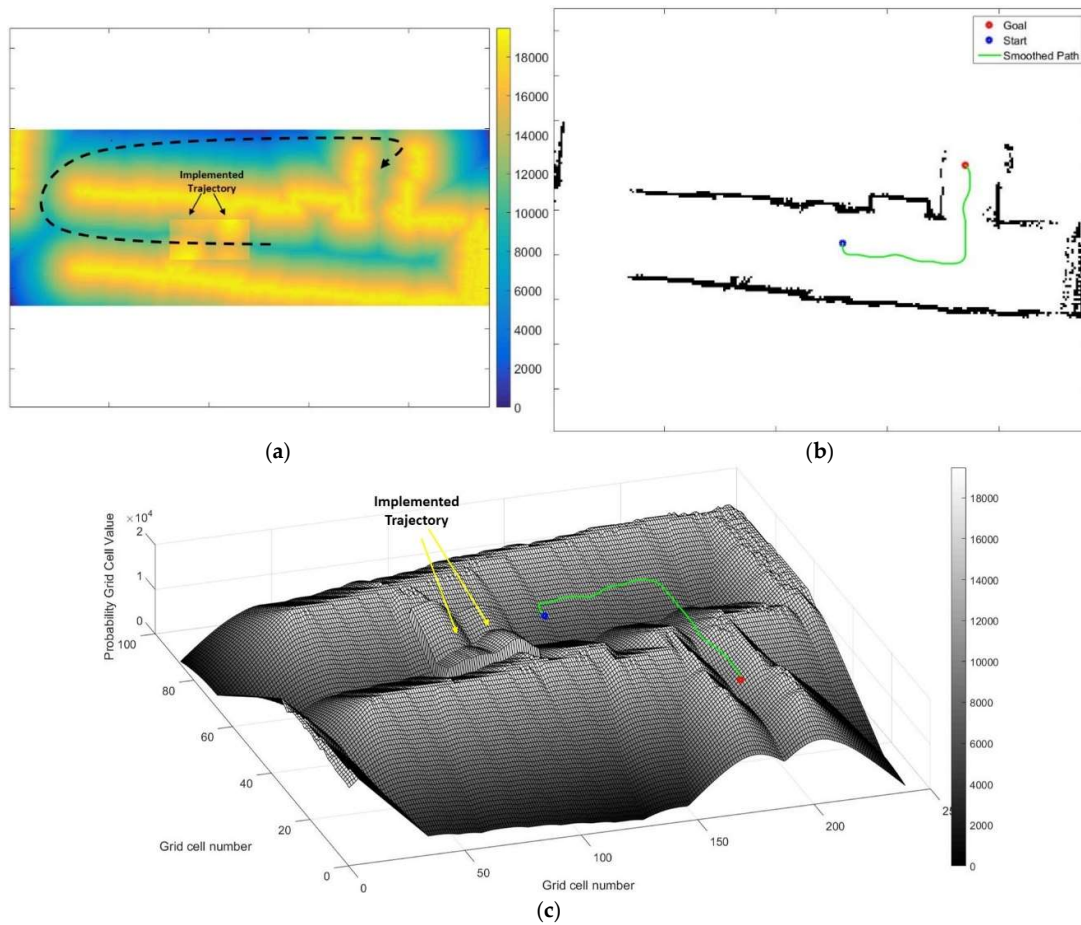 18000
16000
14000
12000
10000
8000
6000
4000
2000
0
Implemented
Trajectory
(a)
Goal
Start
Smoothed Path
(b)
Implemented
Trajectory
Probability Grid Cell Value
×10⁴
2
1
0
100
80
60
40
20
0
Grid cell number
0
50
100
150
200
25
Grid cell number
18000
16000
14000
12000
10000
8000
6000
4000
2000
0
(c)